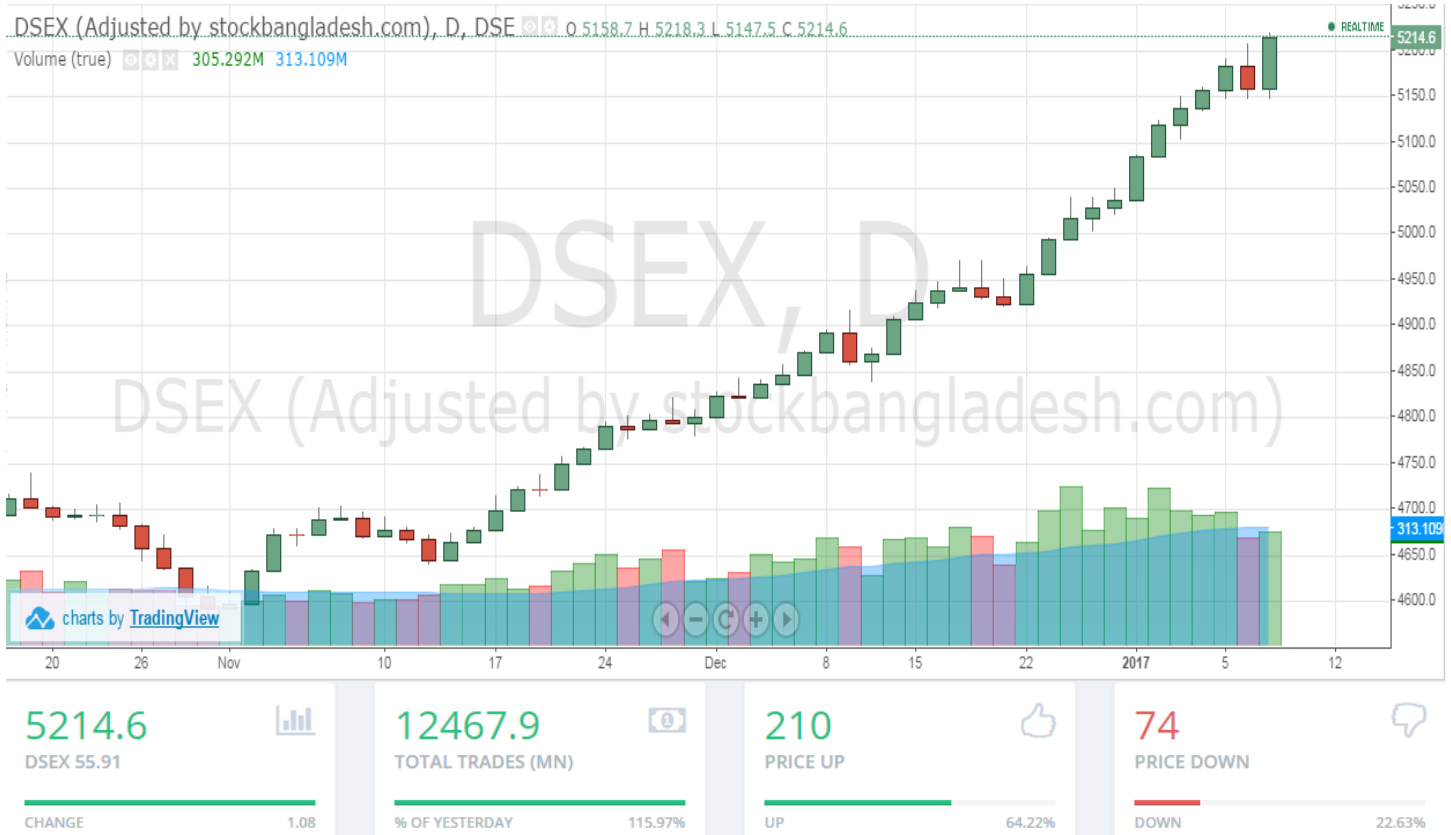 DSEX (Adjusted by stockbangladesh.com), D, DSE O 5158.7 H 5218.3 L 5147.5 C 5214.6
REALTIME
Volume (true) 305.292M 313.109M
5214.6
5200.0
5150.0
5100.0
5050.0
5000.0
4950.0
4900.0
4850.0
4800.0
4750.0
4700.0
313.109
4650.0
4600.0
DSEX, D
DSEX (Adjusted by stockbangladesh.com)
charts by TradingView
20 26 Nov 10 17 24 Dec 8 15 22 2017 5 12
5214.6
DSEX 55.91
CHANGE 1.08
12467.9
TOTAL TRADES (MN)
% OF YESTERDAY 115.97%
210
PRICE UP
UP 64.22%
74
PRICE DOWN
DOWN 22.63%